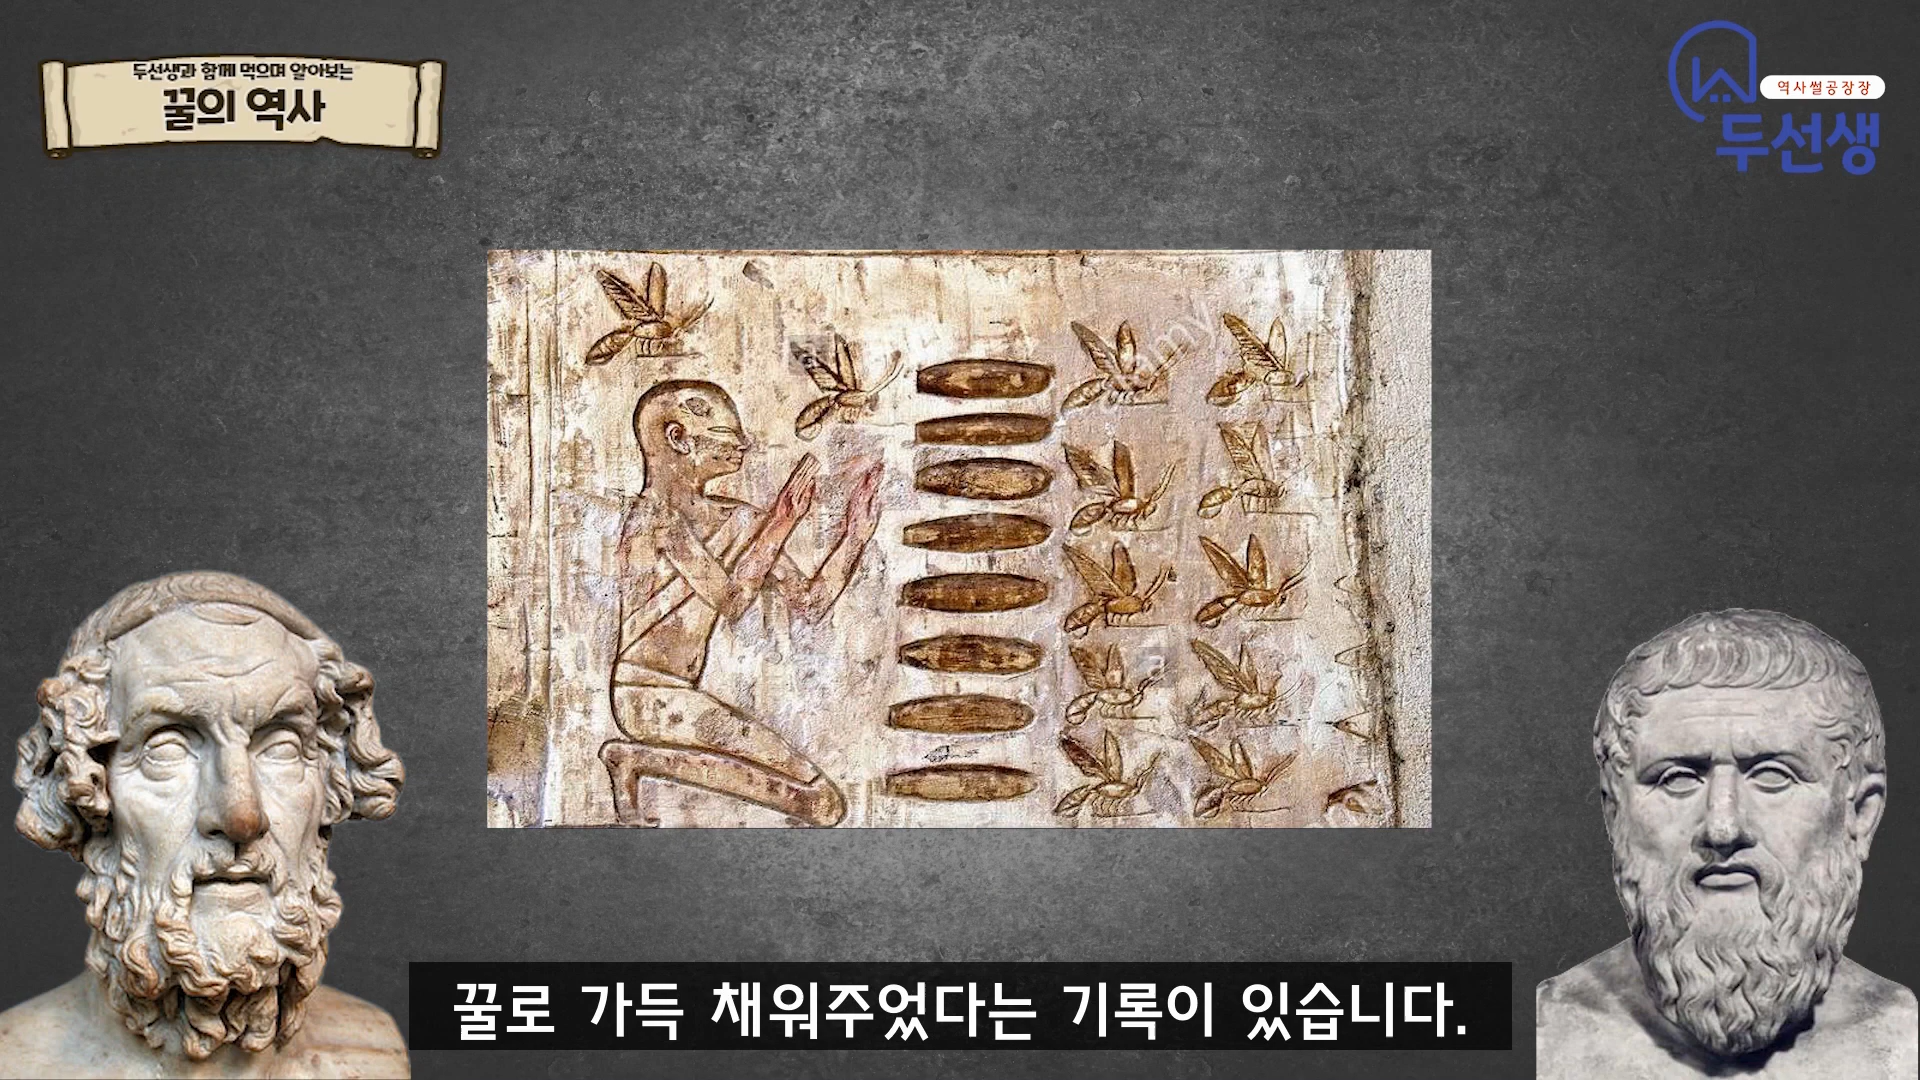 두선생과 함께 먹으며 알아보는
꿀의 역사
역사썰공장장
두선생
꿀로 가득 채워주었다는 기록이 있습니다.